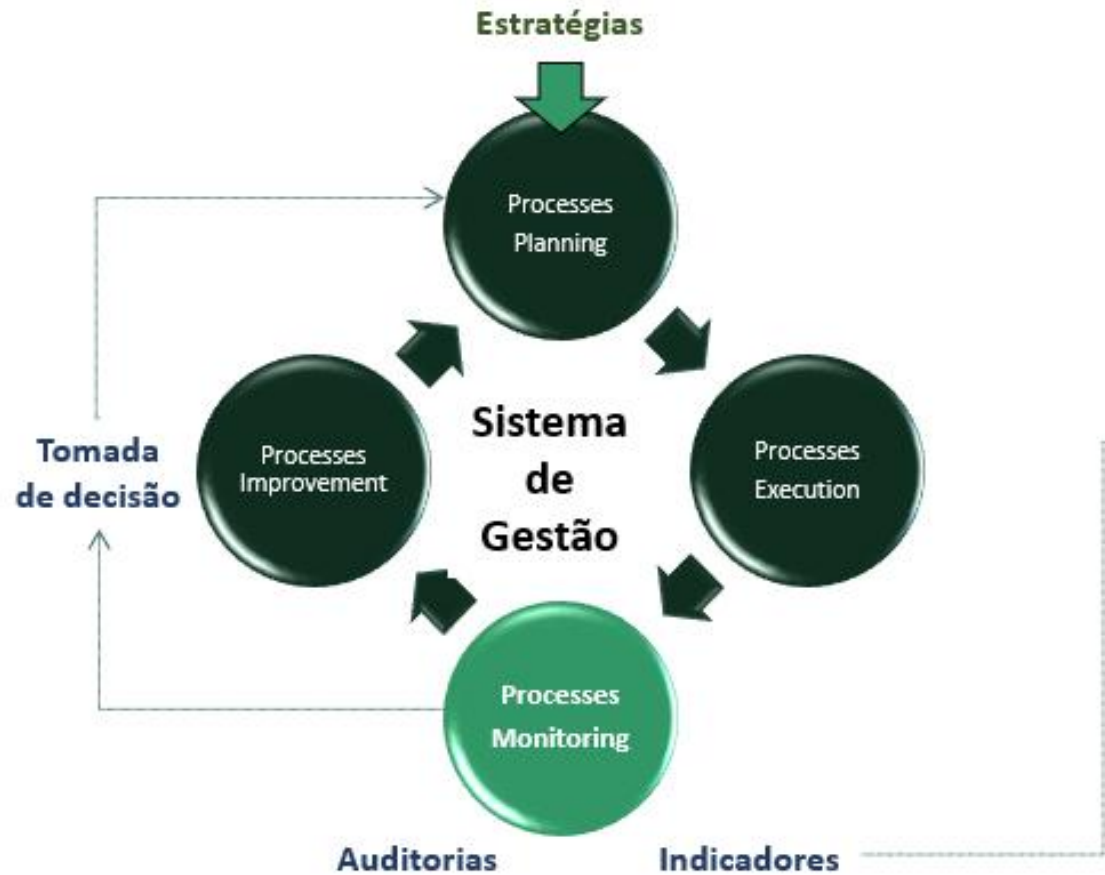 Estratégias
Processes
Planning
Sistema
de
Gestão
Processes
Execution
Processes
Monitoring
Processes
Improvement
Tomada
de decisão
Auditorias
Indicadores